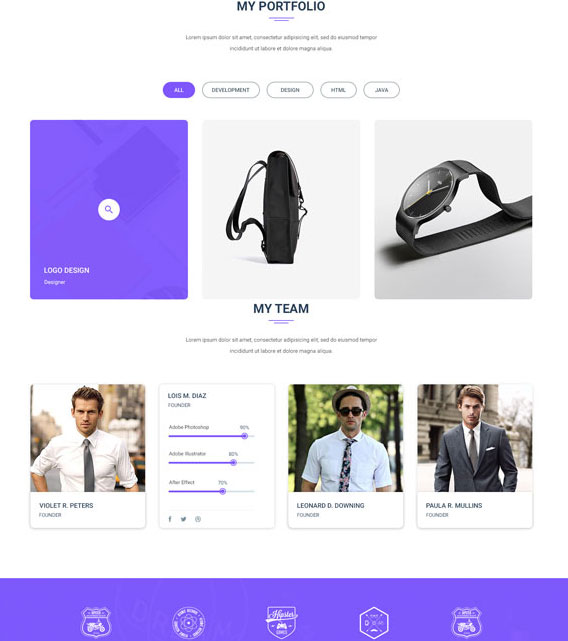 MY PORTFOLIO
Lorem ipsum dolor sit amet, consectetur adipisicing elit, sed do eiusmod tempor
incididunt ut labore et dolore magna aliqua.
ALL
DEVELOPMENT
DESIGN
HTML
JAVA
LOGO DESIGN
Designer
MY TEAM
Lorem ipsum dolor sit amet, consectetur adipisicing elit, sed do eiusmod tempor
incididunt ut labore et dolore magna aliqua.
LOIS M. DIAZ
FOUNDER
Adobe Photoshop 90%
Adobe Illustrator 80%
After Effect 70%
VIOLET R. PETERS
FOUNDER
LEONARD D. DOWNING
FOUNDER
PAULA R. MULLINS
FOUNDER
Hipster